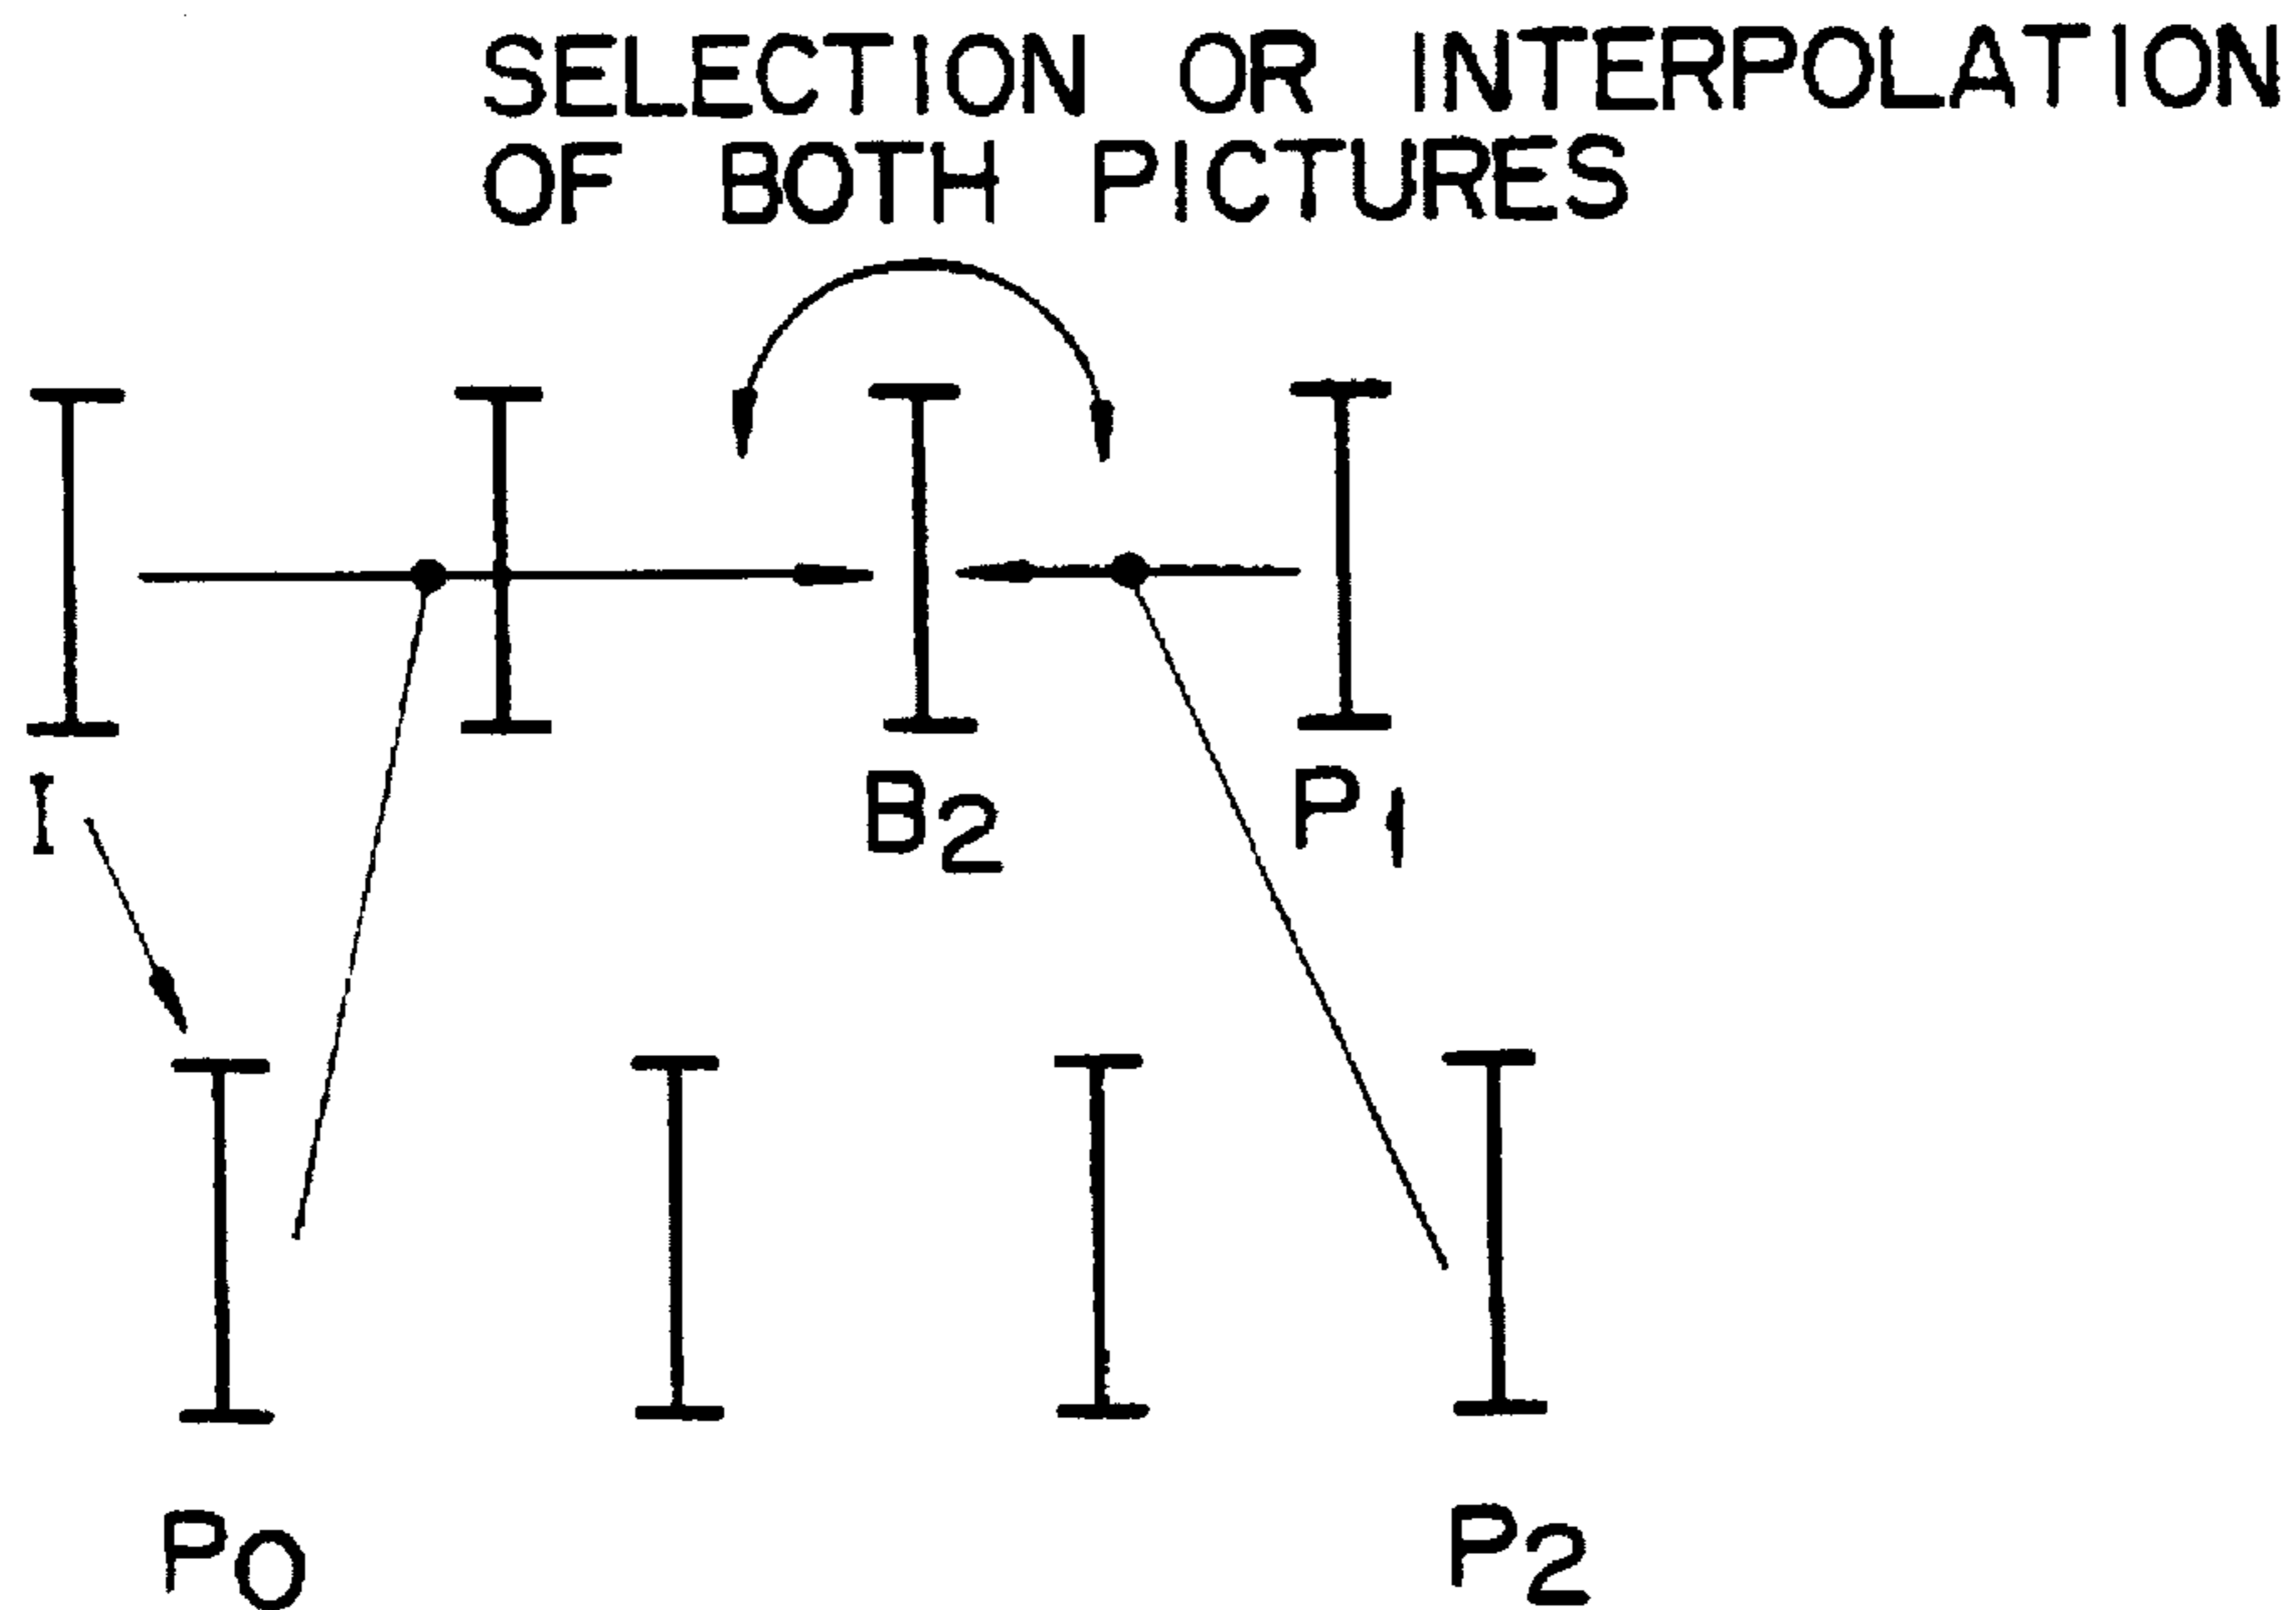 SELECTION OR INTERPOLATION
OF BOTH PICTURES
I
B2
P1
P0
P2